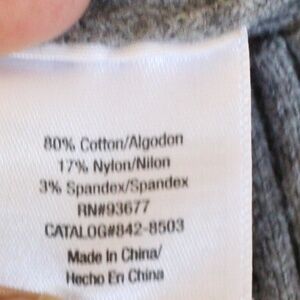 80% Cotton/Algodon
17% Nylon/Nilon
3% Spandex/Spandex
RN#93677
CATALOG#842-8503
Made In China/
Hecho En China